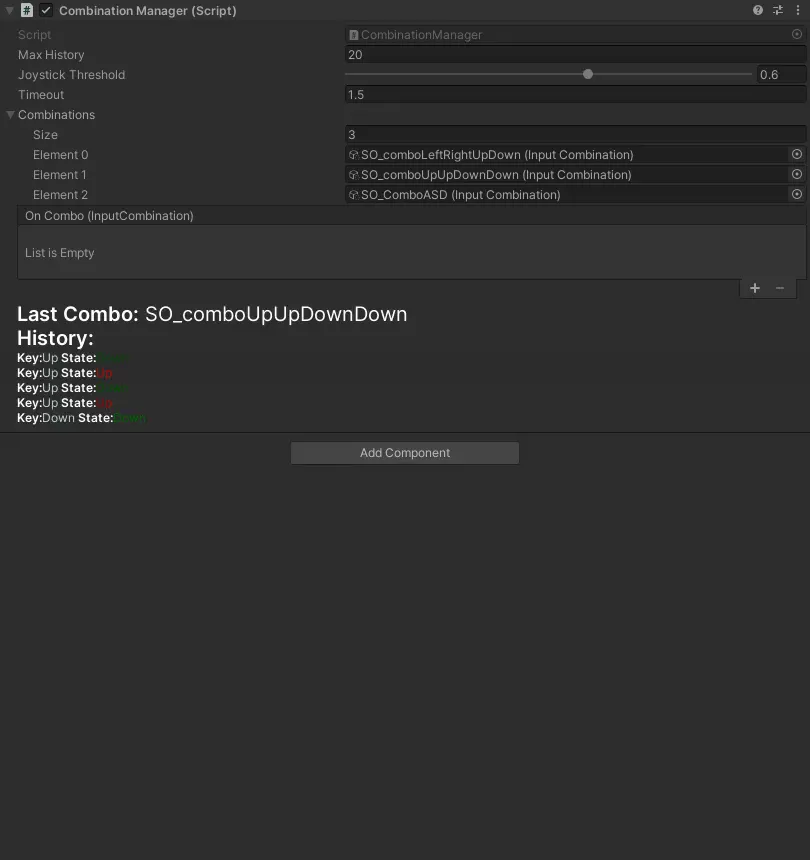 # Combination Manager (Script)
Script # CombinationManager
Max History 20
Joystick Threshold 0.6
Timeout 1.5
Combinations
Size 3
Element 0 SO_comboLeftRightUpDown (Input Combination)
Element 1 SO_comboUpUpDownDown (Input Combination)
Element 2 SO_ComboASD (Input Combination)
On Combo (InputCombination)
List is Empty
+ −
Last Combo: SO_comboUpUpDownDown
History:
Key:Up State:Down
Key:Up State:Up
Key:Up State:Down
Key:Up State:Up
Key:Down State:Down
Add Component